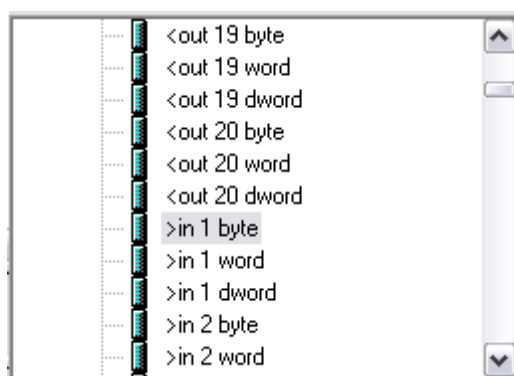 <out 19 byte
<out 19 word
<out 19 dword
<out 20 byte
<out 20 word
<out 20 dword
>in 1 byte
>in 1 word
>in 1 dword
>in 2 byte
>in 2 word